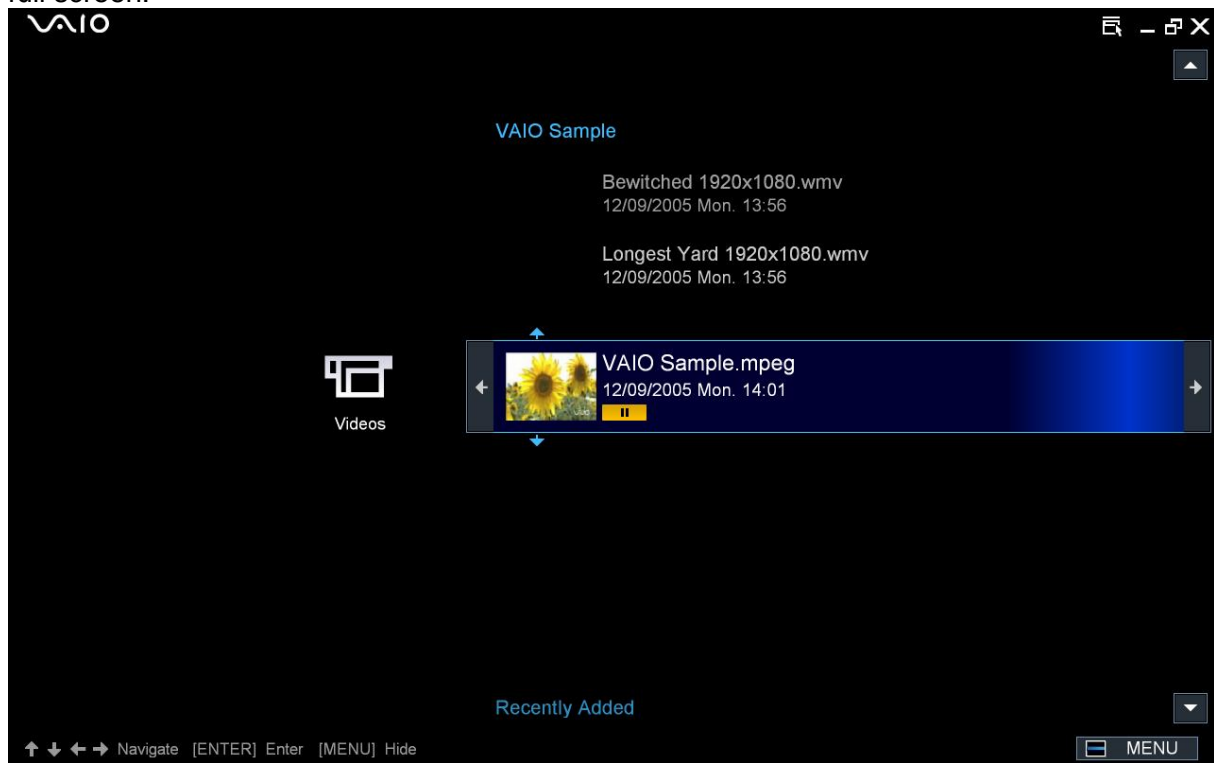 full screen.
VAIO
VAIO Sample
Bewitched 1920x1080.wmv
12/09/2005 Mon. 13:56
Longest Yard 1920x1080.wmv
12/09/2005 Mon. 13:56
VAIO Sample.mpeg
12/09/2005 Mon. 14:01
Videos
Recently Added
Navigate [ENTER] Enter [MENU] Hide
MENU